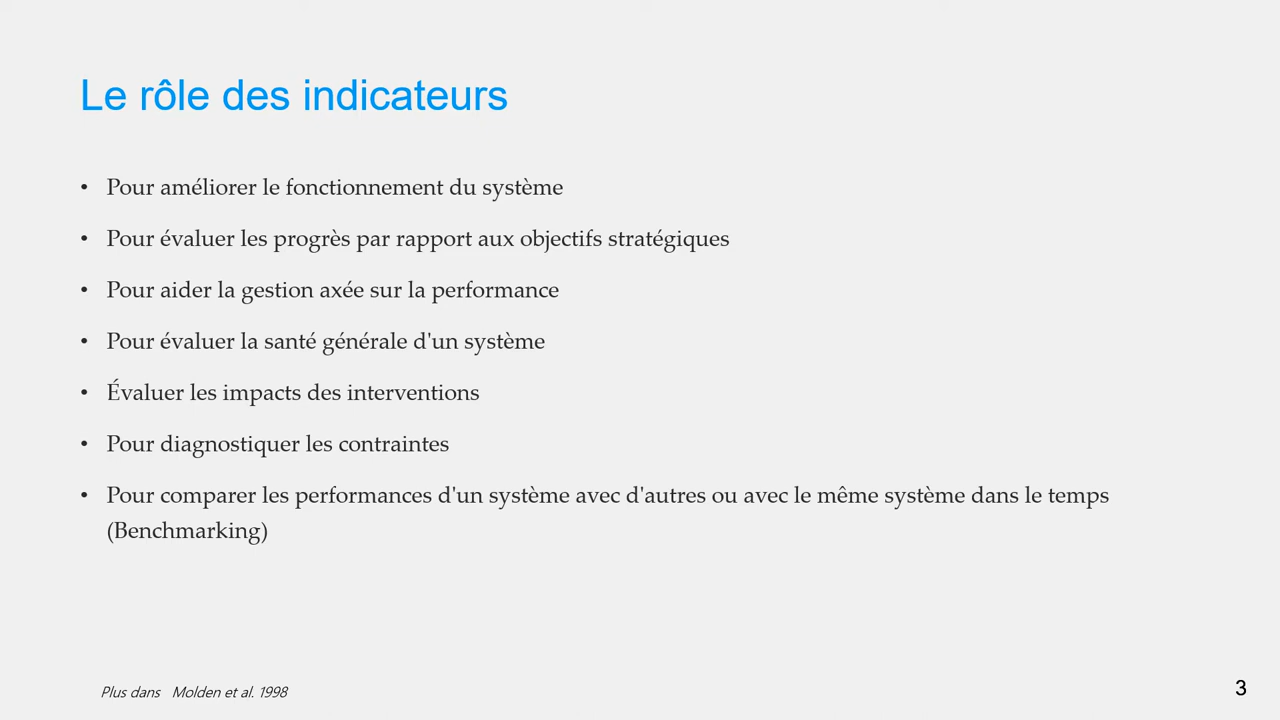 Le rôle des indicateurs
• Pour améliorer le fonctionnement du système
• Pour évaluer les progrès par rapport aux objectifs stratégiques
• Pour aider la gestion axée sur la performance
• Pour évaluer la santé générale d'un système
• Évaluer les impacts des interventions
• Pour diagnostiquer les contraintes
• Pour comparer les performances d'un système avec d'autres ou avec le même système dans le temps
(Benchmarking)
Plus dans Molden et al. 1998
3